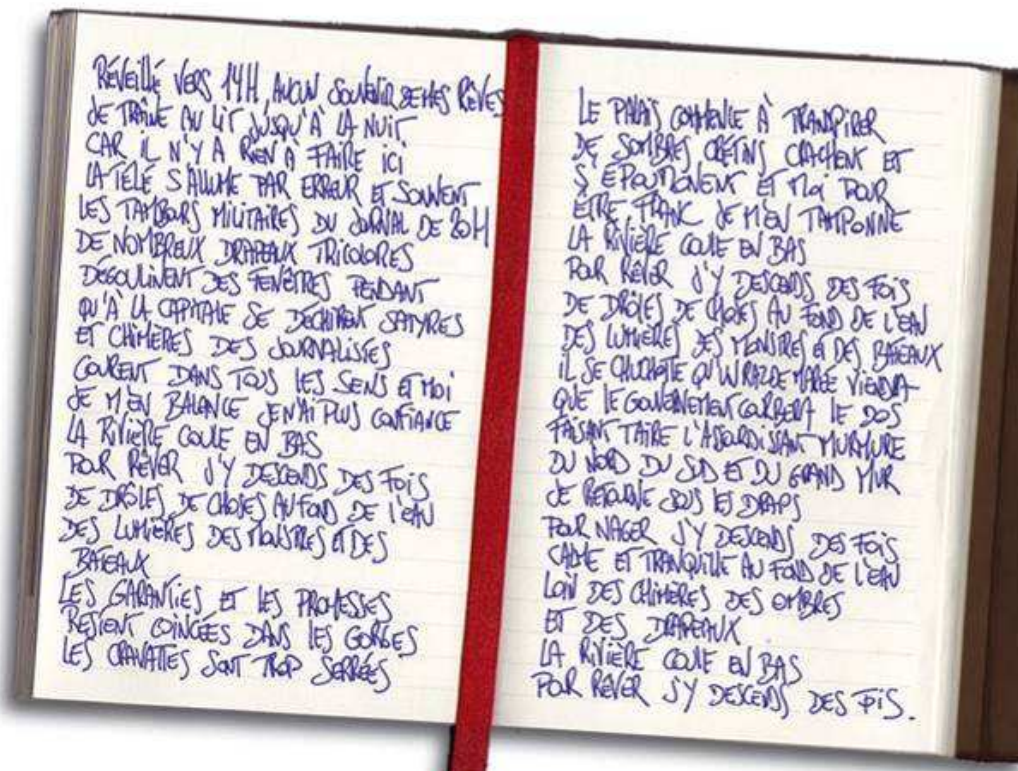 RÉVEILLÉ VERS 14H, AUCUN SOUVENIR DE MES RÊVES
JE TRAÎNE AU LIT JUSQU'À LA NUIT
CAR IL N'Y A RIEN À FAIRE ICI
LA TÉLÉ S'ALLUME PAR ERREUR ET SOUVENT
LES TAMBOURS MILITAIRES DU JOURNAL DE 20H
DE NOMBREUX DRAPEAUX TRICOLORES
DÉGOULINENT DES FENÊTRES PENDANT
QU'À LA CAPITALE SE DÉCHIRENT SATYRES
ET CHIMÈRES DES JOURNALISTES
COURENT DANS TOUS LES SENS ET MOI
JE M'EN BALANCE JE N'AI PLUS CONFIANCE
LA RIVIÈRE COULE EN BAS
POUR RÊVER J'Y DESCENDS DES FOIS
DE DRÔLES DE CHOSES AU FOND DE L'EAU
DES LUMIÈRES DES MONSTRES ET DES
BATEAUX
LES GARANTIES ET LES PROMESSES
RESTENT COINCÉES DANS LES GORGES
LES CRAVATTES SONT TROP SERRÉES
LE PALAIS COMMENCE À TRANSPIRER
DE SOMBRES CRÉTINS CRACHENT ET
S'ÉPOUMONENT ET MOI POUR
ÊTRE FRANC JE M'EN TAMPONNE
LA RIVIÈRE COULE EN BAS
POUR RÊVER J'Y DESCENDS DES FOIS
DE DRÔLES DE CHOSES AU FOND DE L'EAU
DES LUMIÈRES DES MONSTRES ET DES BATEAUX
IL SE CHUCHOTE QU'UN RAZ DE MARÉE VIENDRA
QUE LE GOUVERNEMENT COURBERA LE DOS
FAISANT TAIRE L'ASSOURDISSANT MURMURE
DU NORD DU SUD ET DU GRAND MUR
JE RETOURNE SOUS LES DRAPS
POUR NAGER J'Y DESCENDS DES FOIS
CALME ET TRANQUILLE AU FOND DE L'EAU
LOIN DES CHIMÈRES DES OMBRES
ET DES DRAPEAUX
LA RIVIÈRE COULE EN BAS
POUR RÊVER J'Y DESCENDS DES FOIS.